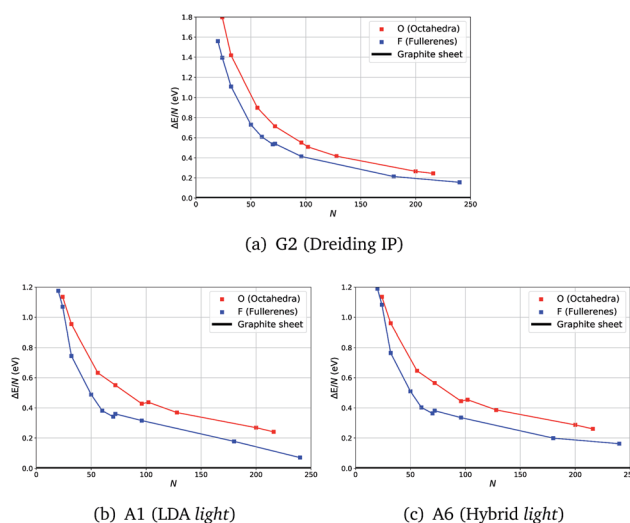 1.8
1.6
1.4
1.2
1.0
0.8
0.6
0.4
0.2
0.0
ΔE/N (eV)
O (Octahedra)
F (Fullerenes)
Graphite sheet
0 50 100 150 200 250
N
(a) G2 (Dreiding IP)
1.2
1.0
0.8
0.6
0.4
0.2
0.0
ΔE/N (eV)
O (Octahedra)
F (Fullerenes)
Graphite sheet
0 50 100 150 200 250
N
(b) A1 (LDA light)
1.2
1.0
0.8
0.6
0.4
0.2
0.0
ΔE/N (eV)
O (Octahedra)
F (Fullerenes)
Graphite sheet
0 50 100 150 200 250
N
(c) A6 (Hybrid light)